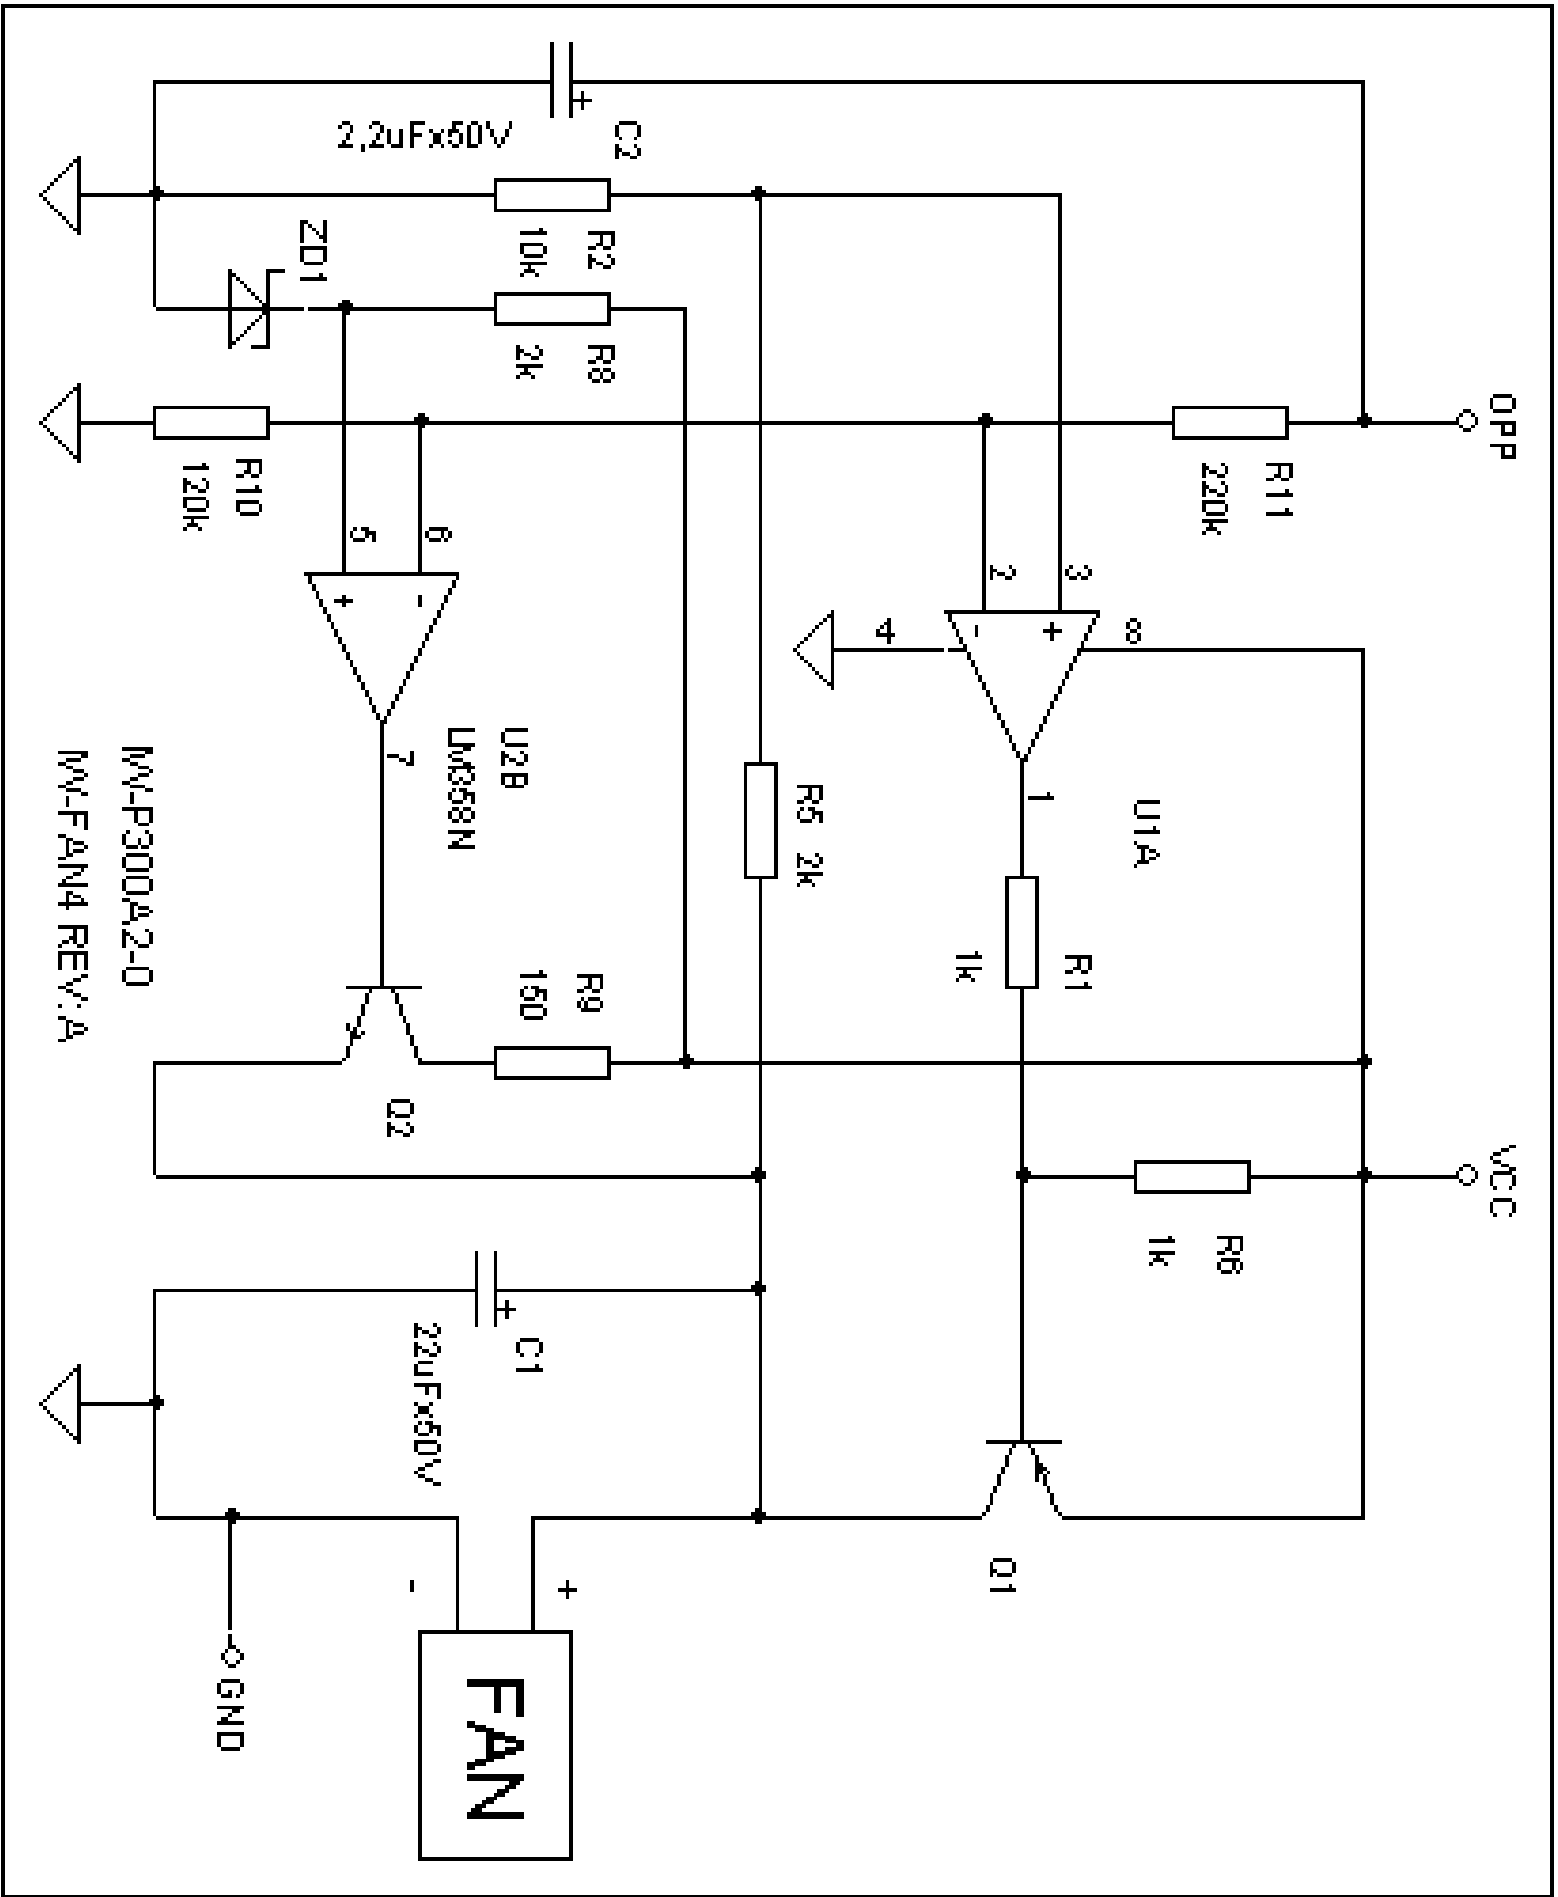 OPP
VCC
R11
220k
R6
1k
3
2
8
4
1
U1A
R1
1k
Q1
C2
2,2uFx50V
R2
10k
R8
2k
R5 2k
ZD1
R10
120k
6
5
7
U2B
LM358N
R9
150
Q2
C1
22uFx50V
+
-
+
-
+
+
+
-
FAN
GND
MV-P300A2-0
MV-FAN4 REV:A